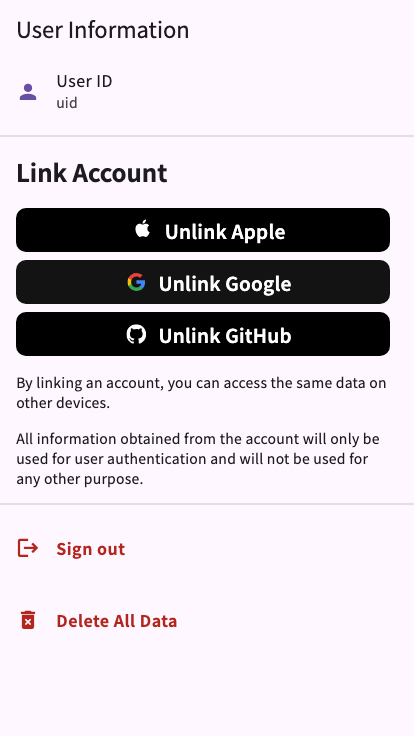 User Information
User ID
uid
Link Account
Unlink Apple
Unlink Google
Unlink GitHub
By linking an account, you can access the same data on
other devices.
All information obtained from the account will only be
used for user authentication and will not be used for
any other purpose.
Sign out
Delete All Data